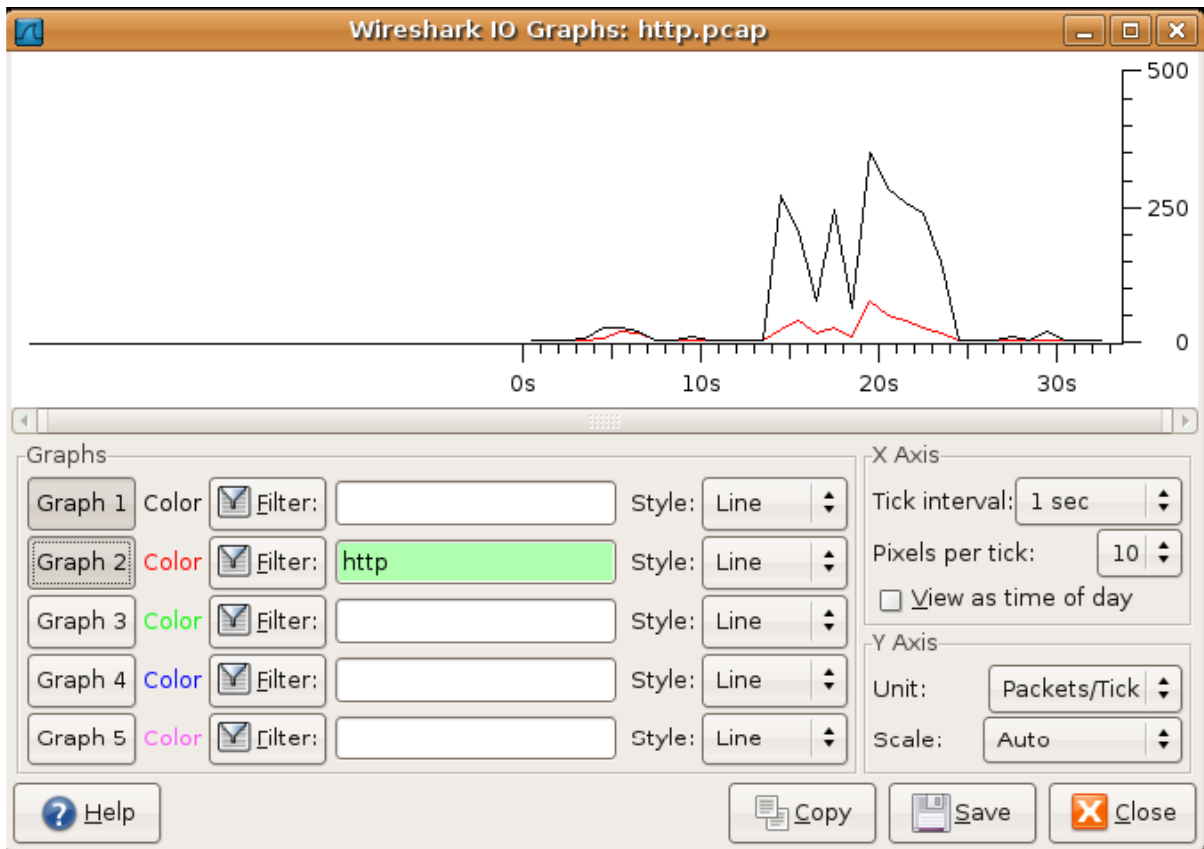 Wireshark IO Graphs: http.pcap
500
250
0
0s 10s 20s 30s
Graphs
Graph 1 Color Filter: Style: Line
Graph 2 Color Filter: http Style: Line
Graph 3 Color Filter: Style: Line
Graph 4 Color Filter: Style: Line
Graph 5 Color Filter: Style: Line
X Axis
Tick interval: 1 sec
Pixels per tick: 10
View as time of day
Y Axis
Unit: Packets/Tick
Scale: Auto
Help Copy Save Close